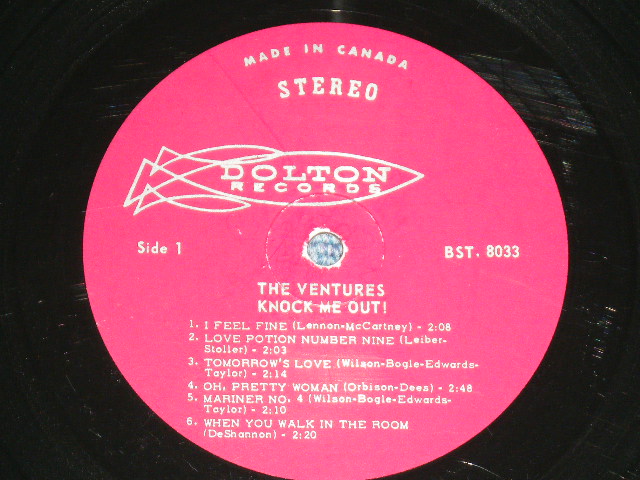 MADE IN CANADA
STEREO
DOLTON
RECORDS
Side 1
BST. 8033
THE VENTURES
KNOCK ME OUT!
1. I FEEL FINE (Lennon-McCartney) - 2:08
2. LOVE POTION NUMBER NINE (Leiber-
Stoller) - 2:03
3. TOMORROW'S LOVE (Wilson-Bogle-Edwards-
Taylor) - 2:14
4. OH, PRETTY WOMAN (Orbison-Dees) - 2:48
5. MARINER NO. 4 (Wilson-Bogle-Edwards-
Taylor) - 2:10
6. WHEN YOU WALK IN THE ROOM
(DeShannon) - 2:20